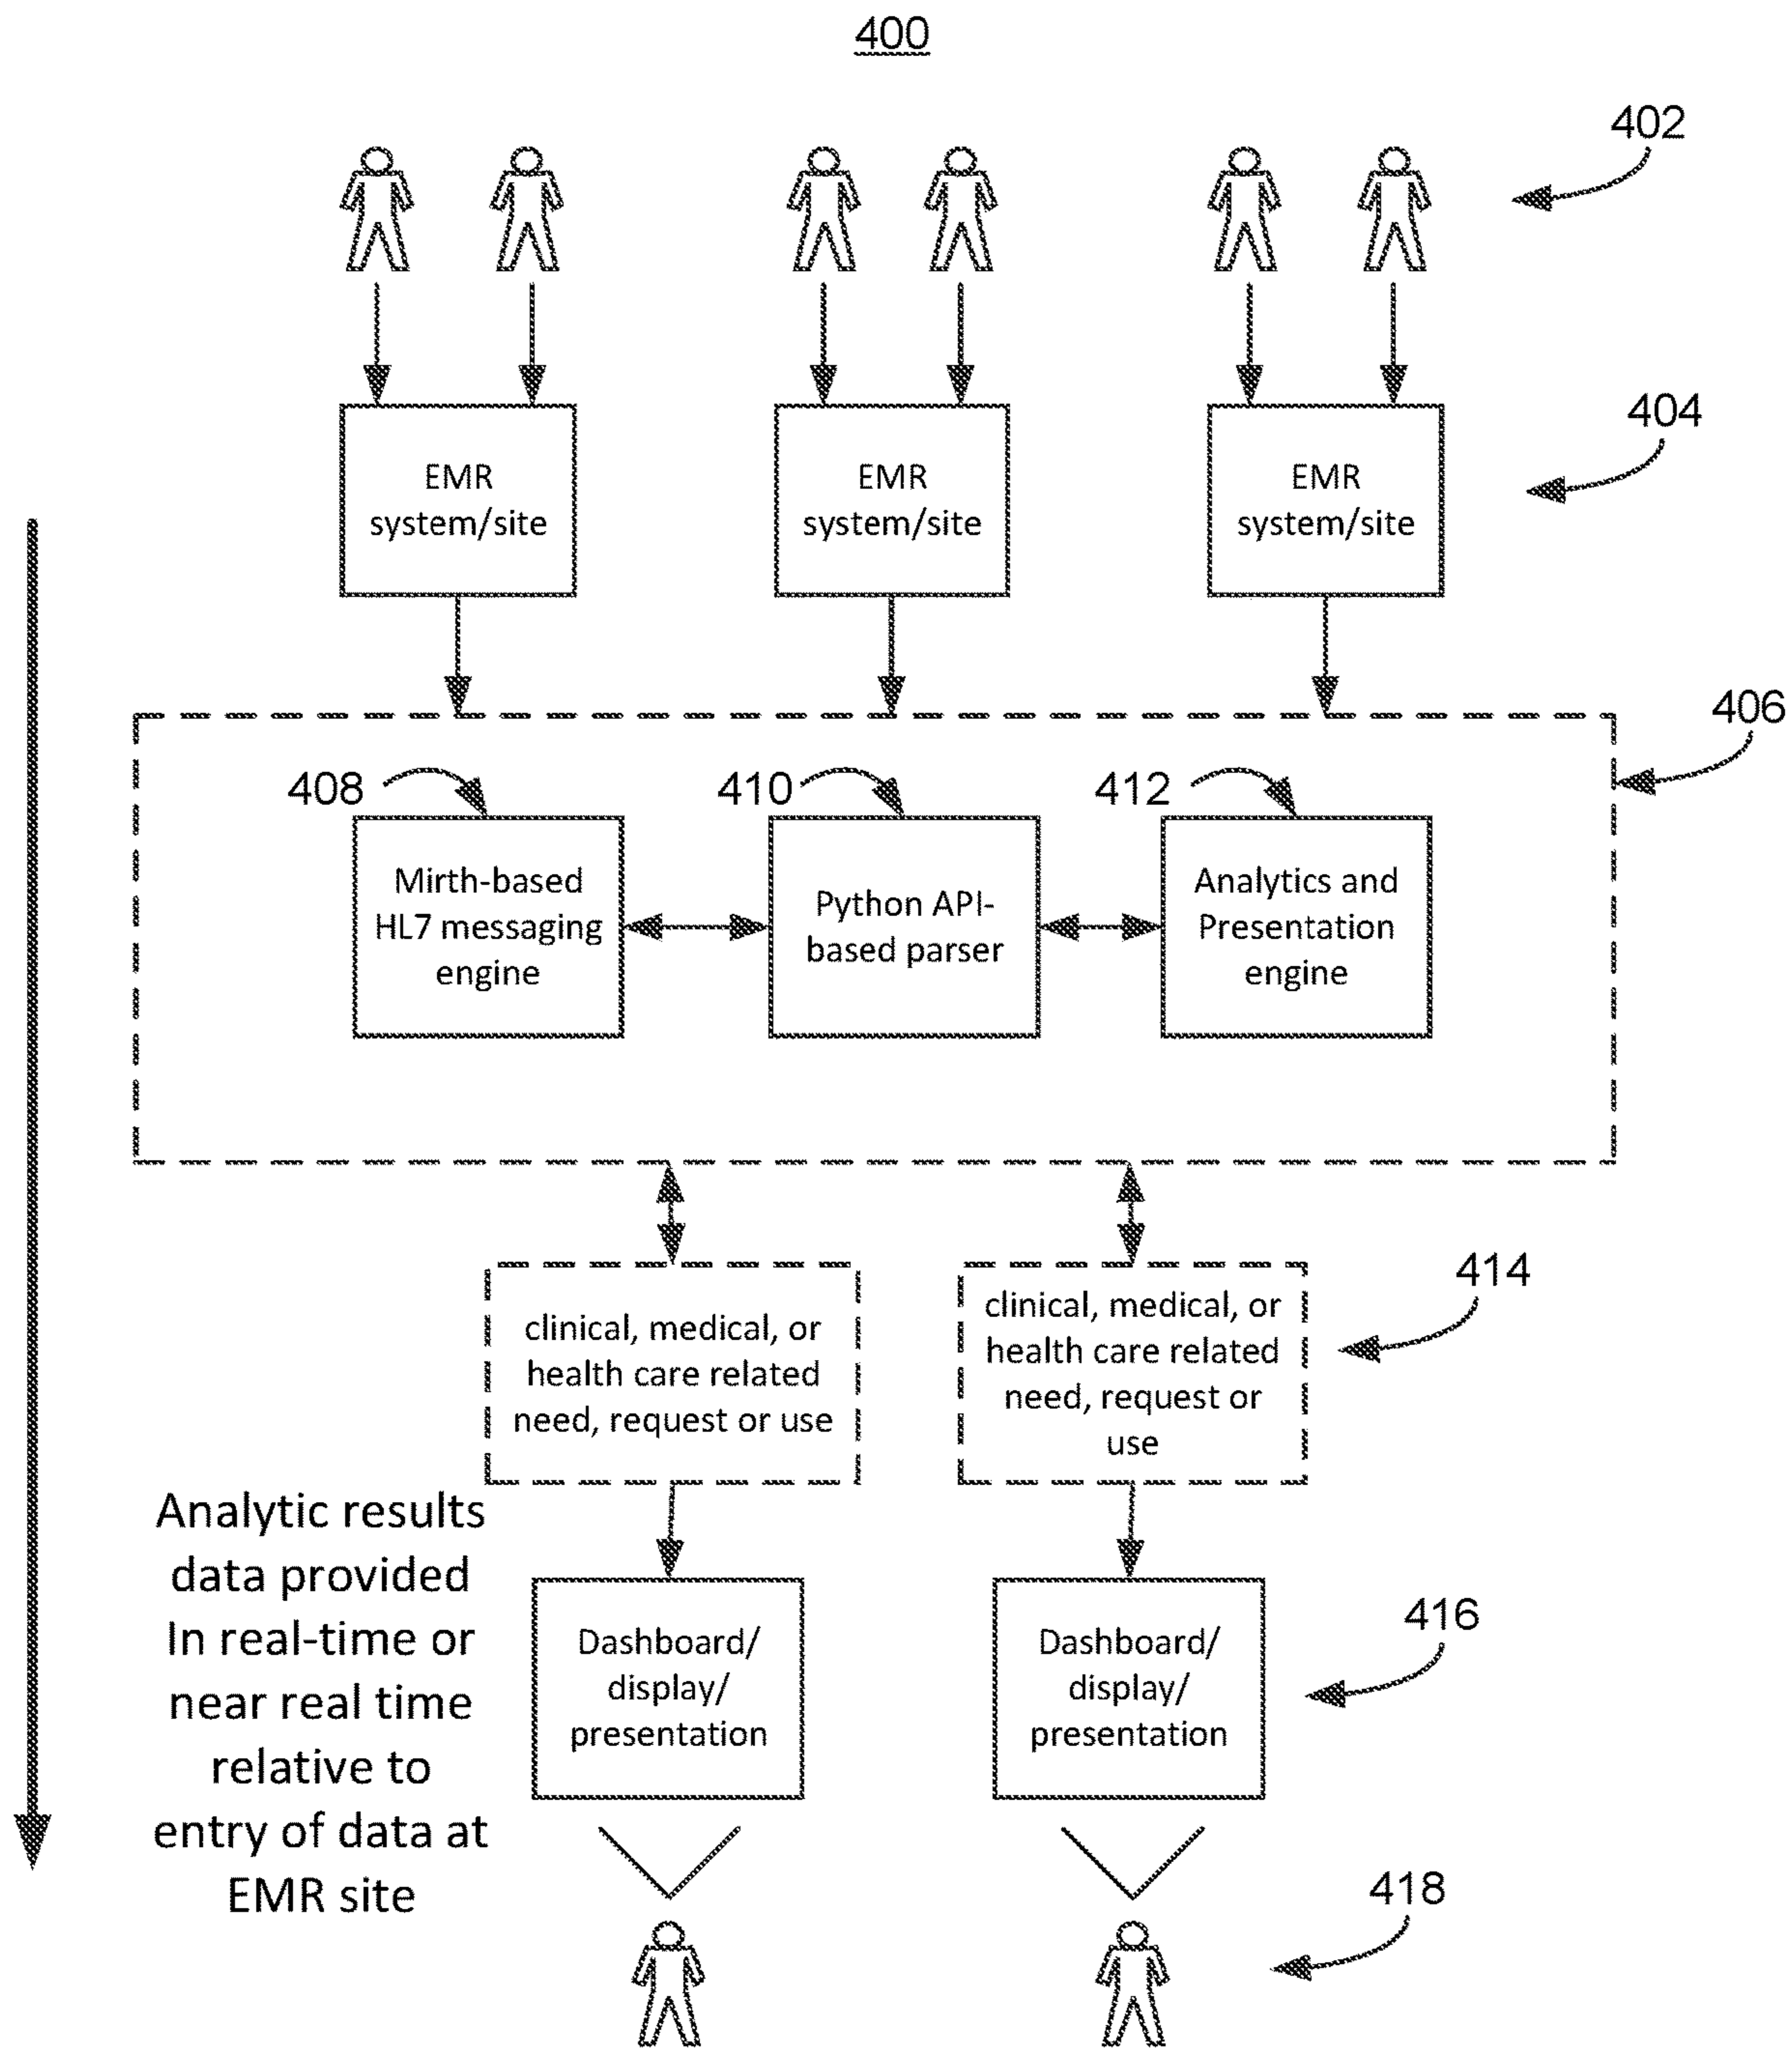 400
402
EMR
system/site
EMR
system/site
EMR
system/site
404
406
408
410
412
Mirth-based
HL7 messaging
engine
Python API-
based parser
Analytics and
Presentation
engine
clinical, medical, or
health care related
need, request or use
clinical, medical, or
health care related
need, request or
use
414
Analytic results
data provided
In real-time or
near real time
relative to
entry of data at
EMR site
Dashboard/
display/
presentation
Dashboard/
display/
presentation
416
418